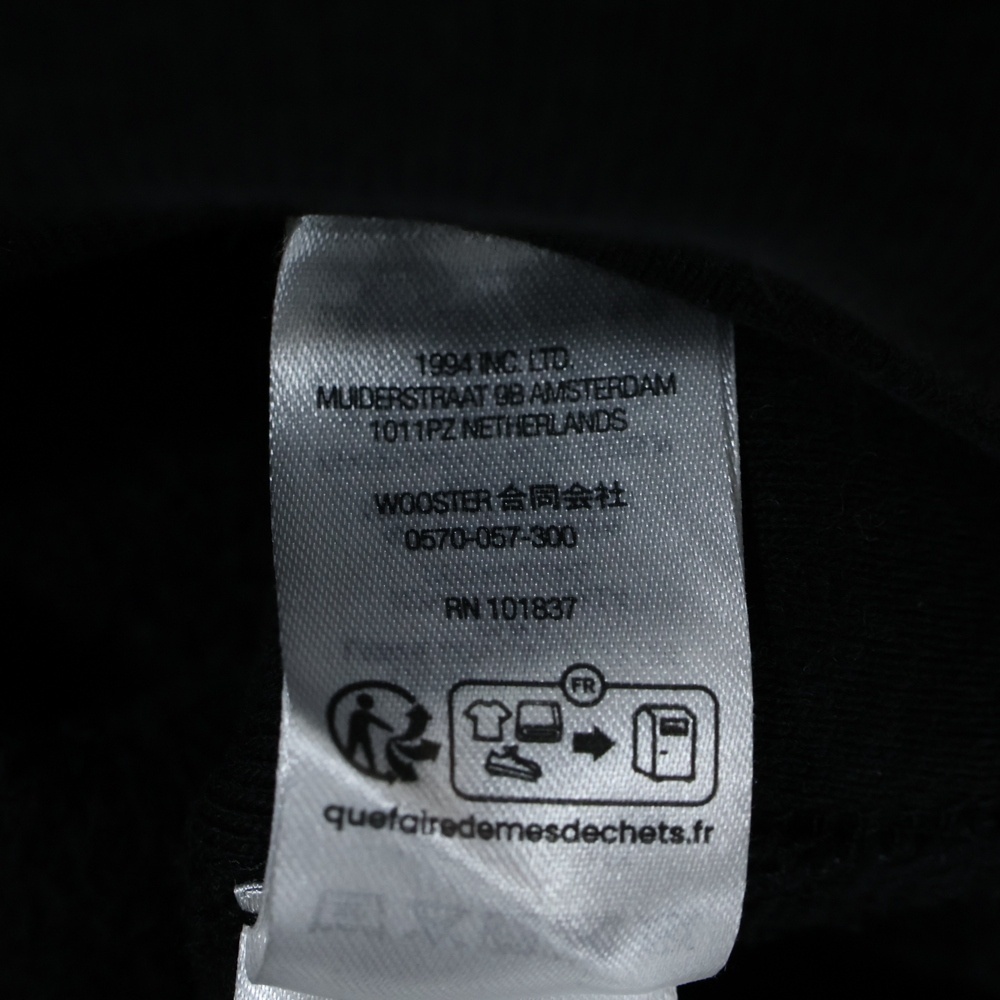 1994 INC. LTD.
MUIDERSTRAAT 9B AMSTERDAM
1011PZ NETHERLANDS
WOOSTER 合同会社
0570-057-300
RN 101837
FR
quefairedemesdechets.fr